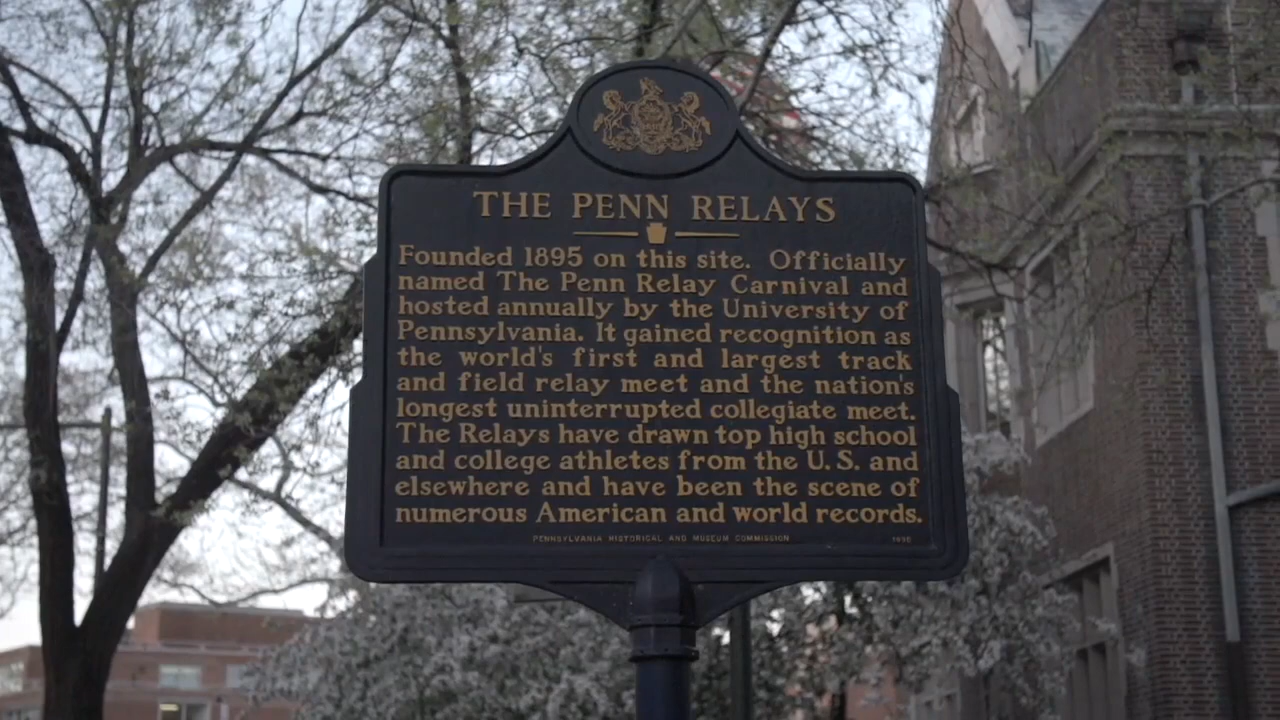 THE PENN RELAYS
Founded 1895 on this site. Officially
named The Penn Relay Carnival and
hosted annually by the University of
Pennsylvania. It gained recognition as
the world's first and largest track
and field relay meet and the nation's
longest uninterrupted collegiate meet.
The Relays have drawn top high school
and college athletes from the U.S. and
elsewhere and have been the scene of
numerous American and world records.
PENNSYLVANIA HISTORICAL AND MUSEUM COMMISSION